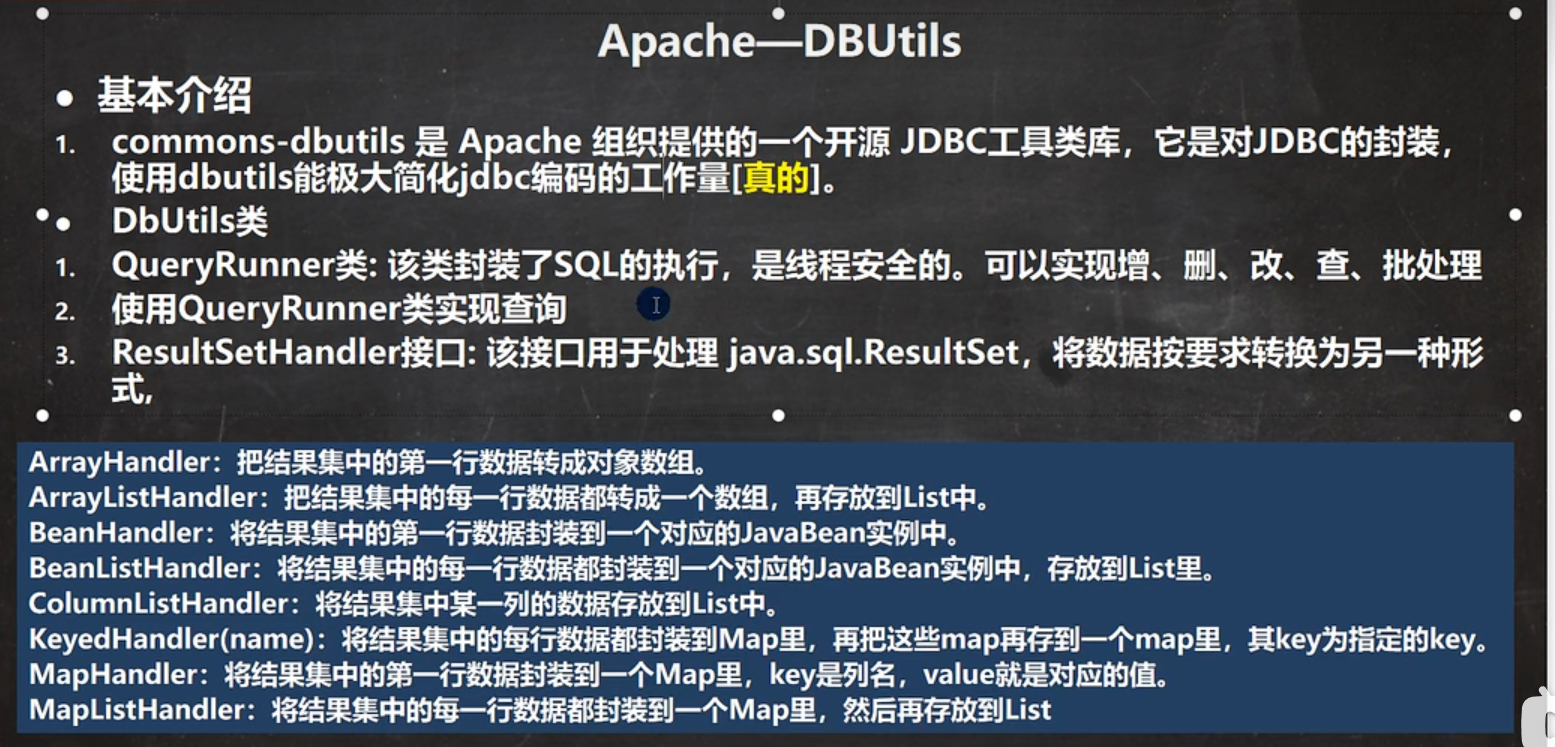 Apache—DBUtils
● 基本介绍
1. commons-dbutils 是 Apache 组织提供的一个开源 JDBC工具类库，它是对JDBC的封装，
使用dbutils能极大简化jdbc编码的工作量[真的]。
● DbUtils类
1. QueryRunner类: 该类封装了SQL的执行，是线程安全的。可以实现增、删、改、查、批处理
2. 使用QueryRunner类实现查询
3. ResultSetHandler接口: 该接口用于处理 java.sql.ResultSet，将数据按要求转换为另一种形
式,
ArrayHandler：把结果集中的第一行数据转成对象数组。
ArrayListHandler：把结果集中的每一行数据都转成一个数组，再存放到List中。
BeanHandler：将结果集中的第一行数据封装到一个对应的JavaBean实例中。
BeanListHandler：将结果集中的每一行数据都封装到一个对应的JavaBean实例中，存放到List里。
ColumnListHandler：将结果集中某一列的数据存放到List中。
KeyedHandler(name)：将结果集中的每行数据都封装到Map里，再把这些map再存到一个map里，其key为指定的key。
MapHandler：将结果集中的第一行数据封装到一个Map里，key是列名，value就是对应的值。
MapListHandler：将结果集中的每一行数据都封装到一个Map里，然后再存放到List